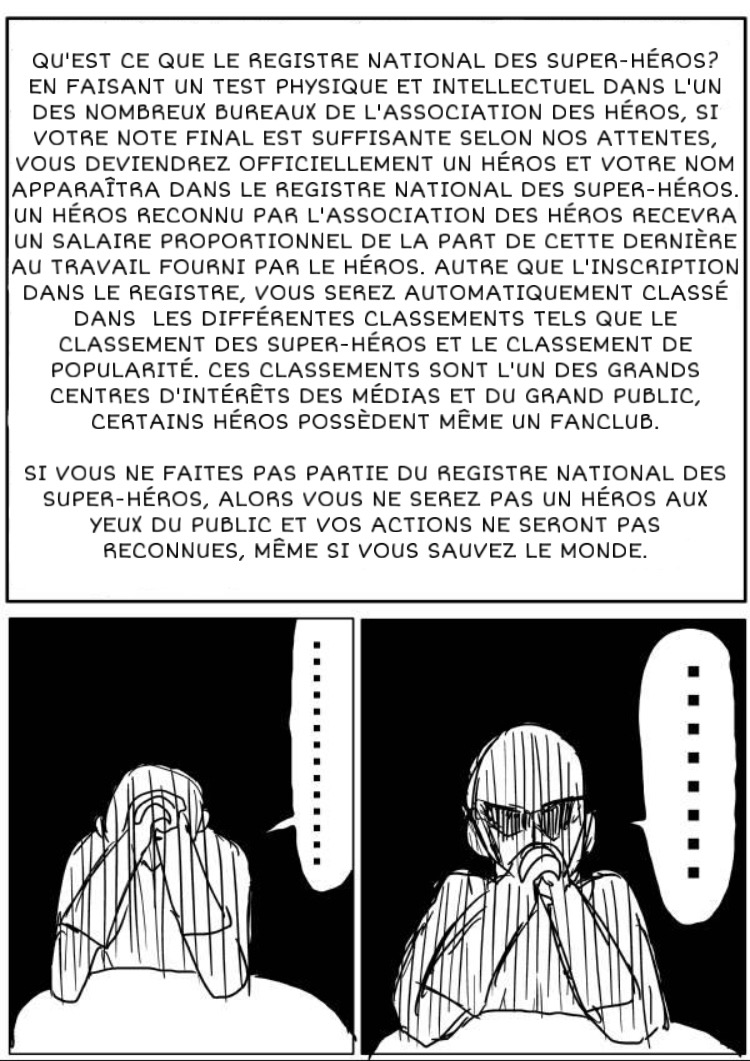 QU'EST CE QUE LE REGISTRE NATIONAL DES SUPER-HÉROS?
EN FAISANT UN TEST PHYSIQUE ET INTELLECTUEL DANS L'UN
DES NOMBREUX BUREAUX DE L'ASSOCIATION DES HÉROS, SI
VOTRE NOTE FINAL EST SUFFISANTE SELON NOS ATTENTES,
VOUS DEVIENDREZ OFFICIELLEMENT UN HÉROS ET VOTRE NOM
APPARAÎTRA DANS LE REGISTRE NATIONAL DES SUPER-HÉROS.
UN HÉROS RECONNU PAR L'ASSOCIATION DES HÉROS RECEVRA
UN SALAIRE PROPORTIONNEL DE LA PART DE CETTE DERNIÈRE
AU TRAVAIL FOURNI PAR LE HÉROS. AUTRE QUE L'INSCRIPTION
DANS LE REGISTRE, VOUS SEREZ AUTOMATIQUEMENT CLASSÉ
DANS LES DIFFÉRENTES CLASSEMENTS TELS QUE LE
CLASSEMENT DES SUPER-HÉROS ET LE CLASSEMENT DE
POPULARITÉ. CES CLASSEMENTS SONT L'UN DES GRANDS
CENTRES D'INTÉRÊTS DES MÉDIAS ET DU GRAND PUBLIC,
CERTAINS HÉROS POSSÈDENT MÊME UN FANCLUB.
SI VOUS NE FAITES PAS PARTIE DU REGISTRE NATIONAL DES
SUPER-HÉROS, ALORS VOUS NE SEREZ PAS UN HÉROS AUX
YEUX DU PUBLIC ET VOS ACTIONS NE SERONT PAS
RECONNUES, MÊME SI VOUS SAUVEZ LE MONDE.